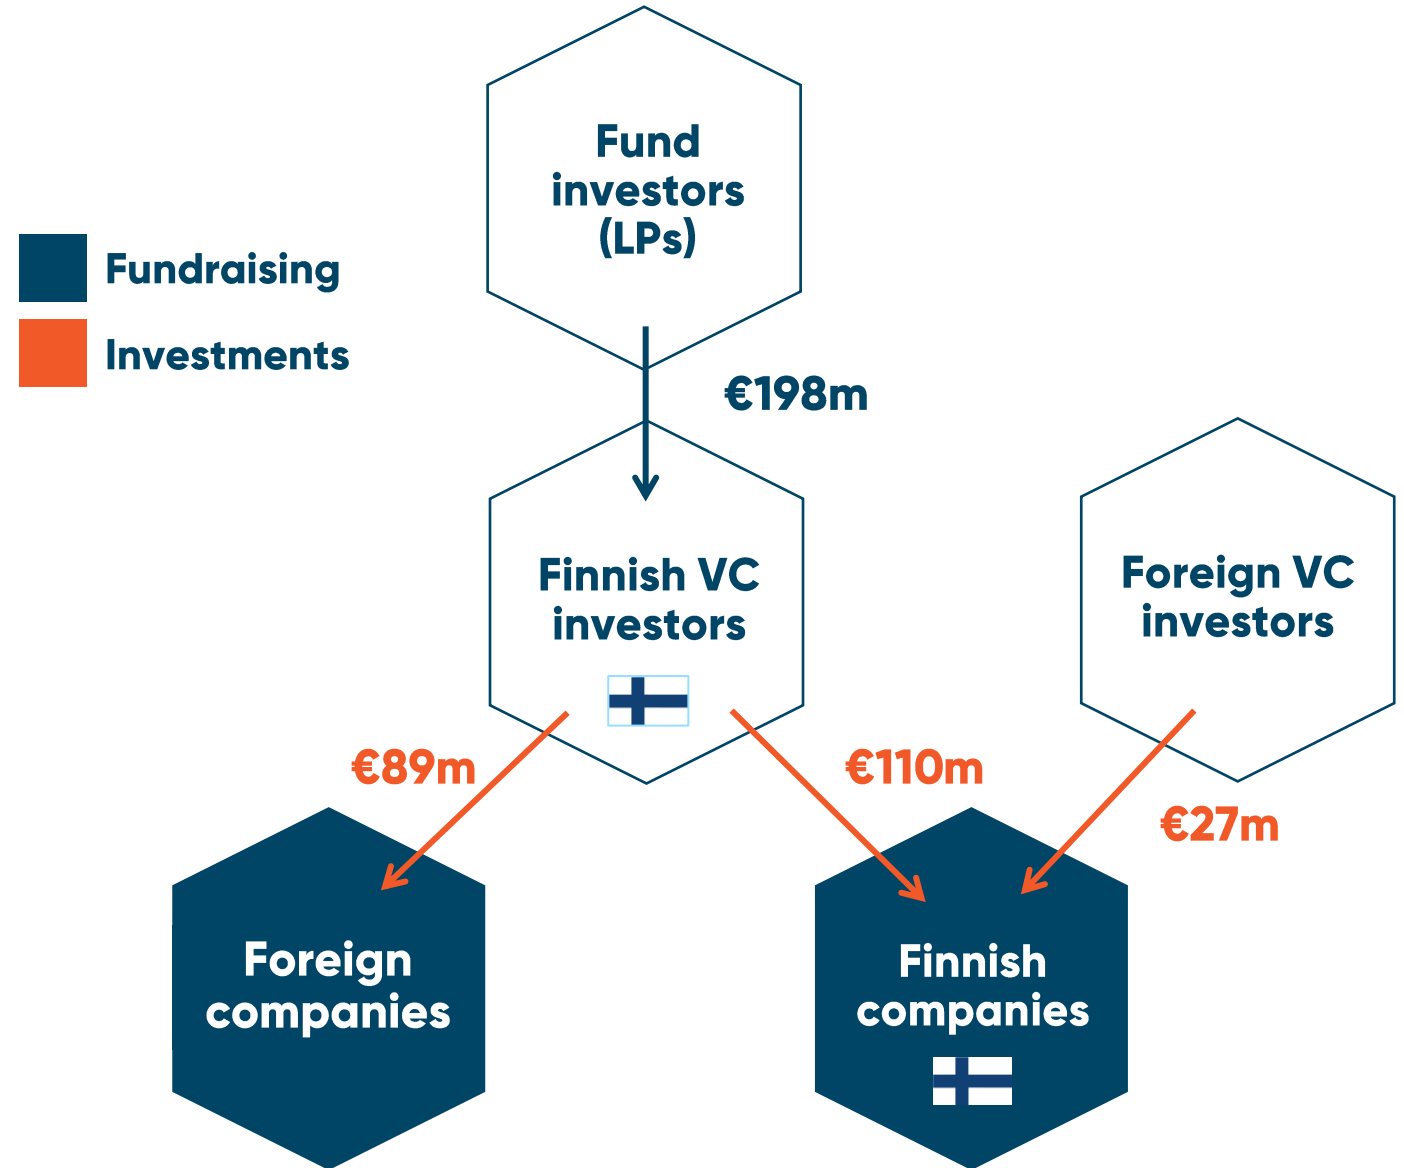 Fund
investors
(LPs)
Fundraising
Investments
€198m
Finnish VC
investors
Foreign VC
investors
€89m
€110m
€27m
Foreign
companies
Finnish
companies